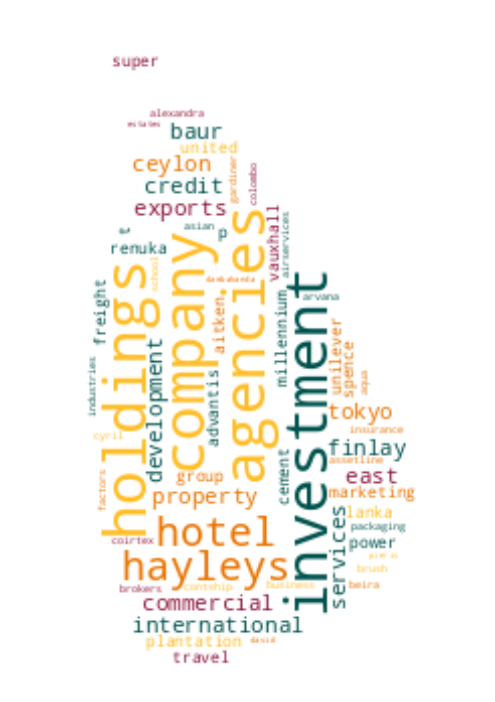 super
alexandra
estates
baur
united
ceylon
gardiner
colombo
credit
exports
vauxhall
agencies
airservices
asian
t
p
company
renuka
holdings
school
dambakanda
investment
freight
aitken
millennium
arvana
unilever
spence
development
advantis
industries
aqua
tokyo
insurance
cyril
finlay
assetline
factors
group
cement
east
property
marketing
lanka
services
packaging
hotel
coirtex
power
hayleys
brush
brokers
contship
business
beira
commercial
international
plantation
david
travel